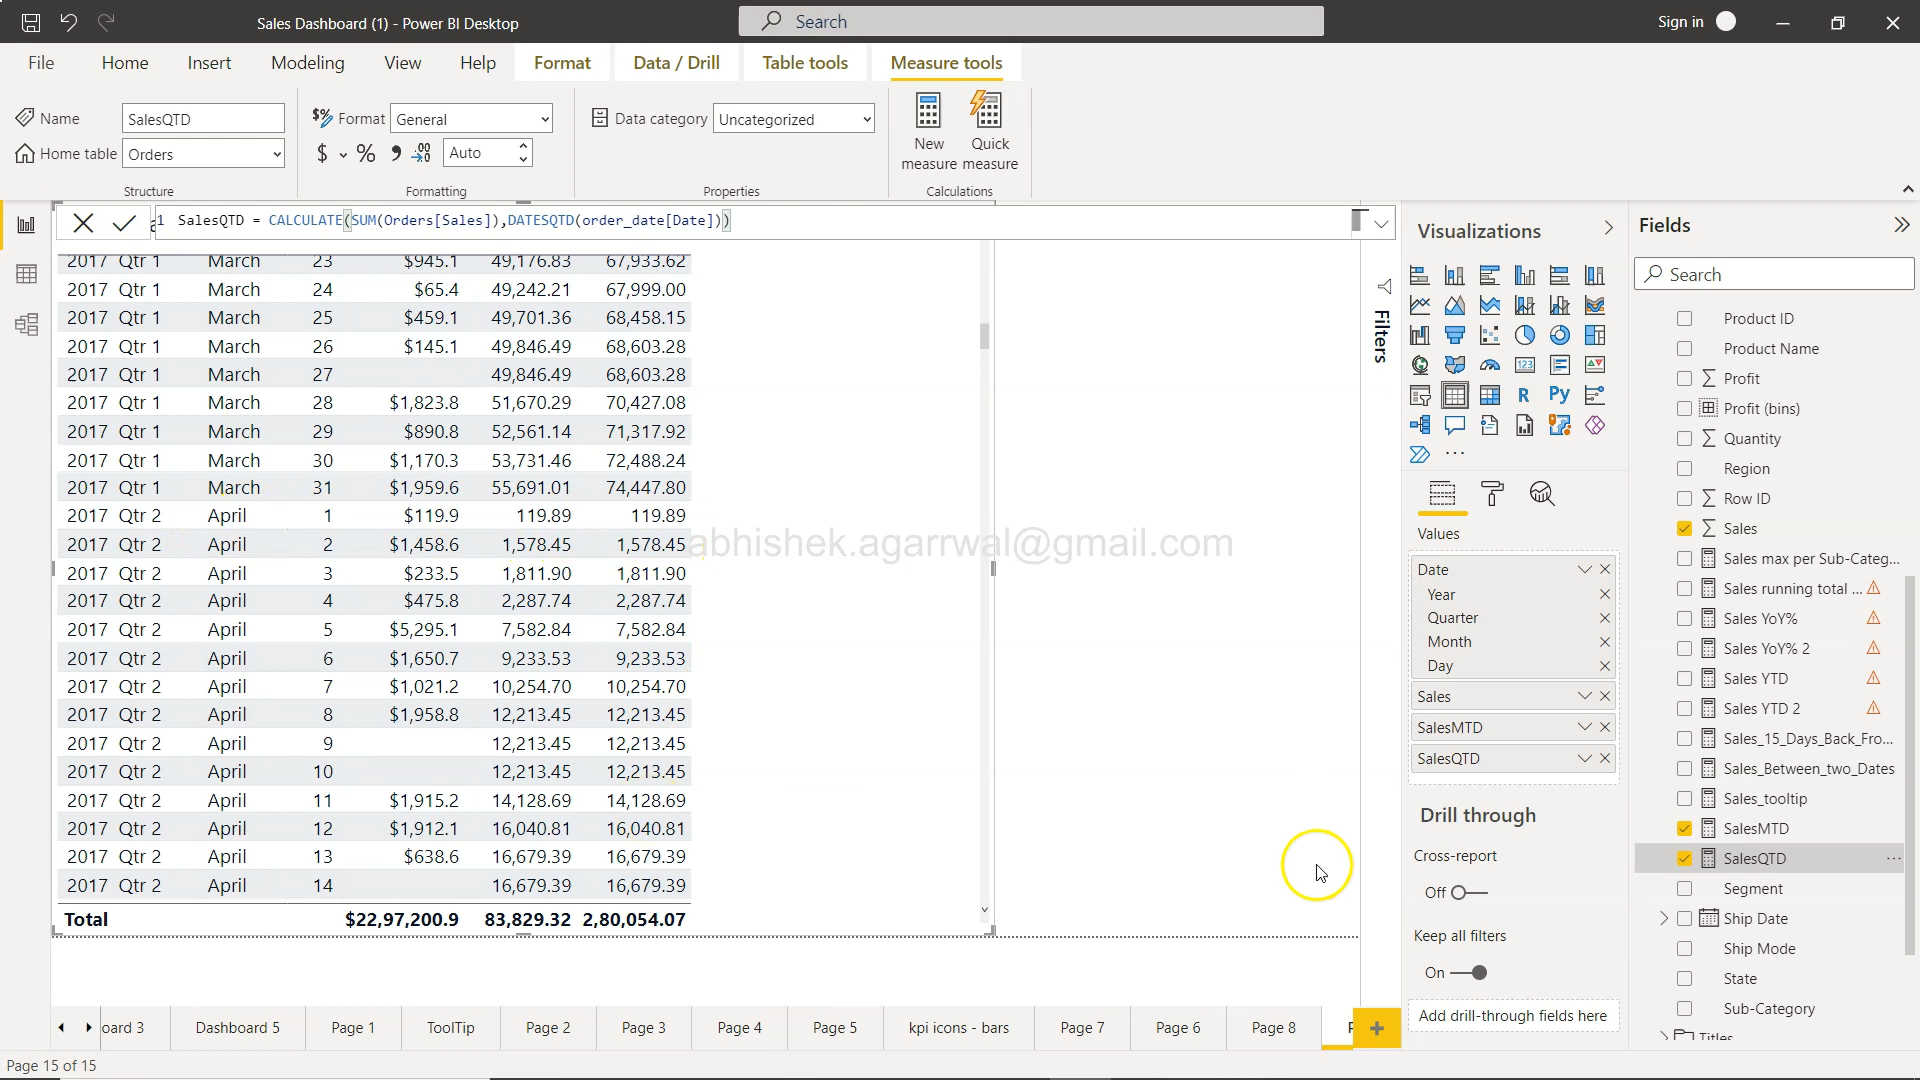 Sales Dashboard (1) - Power BI Desktop
Search
Sign in
File Home Insert Modeling View Help Format Data / Drill Table tools Measure tools
Name SalesQTD
Home table Orders
Structure
Format General
$ % , Auto
Formatting
Data category Uncategorized
Properties
New measure
Quick measure
Calculations
1 SalesQTD = CALCULATE(SUM(Orders[Sales]),DATESQTD(order_date[Date]))
2017 Qtr 1 March 23 $945.1 49,176.83 67,933.62
2017 Qtr 1 March 24 $65.4 49,242.21 67,999.00
2017 Qtr 1 March 25 $459.1 49,701.36 68,458.15
2017 Qtr 1 March 26 $145.1 49,846.49 68,603.28
2017 Qtr 1 March 27 49,846.49 68,603.28
2017 Qtr 1 March 28 $1,823.8 51,670.29 70,427.08
2017 Qtr 1 March 29 $890.8 52,561.14 71,317.92
2017 Qtr 1 March 30 $1,170.3 53,731.46 72,488.24
2017 Qtr 1 March 31 $1,959.6 55,691.01 74,447.80
2017 Qtr 2 April 1 $119.9 119.89 119.89
2017 Qtr 2 April 2 $1,458.6 1,578.45 1,578.45
2017 Qtr 2 April 3 $233.5 1,811.90 1,811.90
2017 Qtr 2 April 4 $475.8 2,287.74 2,287.74
2017 Qtr 2 April 5 $5,295.1 7,582.84 7,582.84
2017 Qtr 2 April 6 $1,650.7 9,233.53 9,233.53
2017 Qtr 2 April 7 $1,021.2 10,254.70 10,254.70
2017 Qtr 2 April 8 $1,958.8 12,213.45 12,213.45
2017 Qtr 2 April 9 12,213.45 12,213.45
2017 Qtr 2 April 10 12,213.45 12,213.45
2017 Qtr 2 April 11 $1,915.2 14,128.69 14,128.69
2017 Qtr 2 April 12 $1,912.1 16,040.81 16,040.81
2017 Qtr 2 April 13 $638.6 16,679.39 16,679.39
2017 Qtr 2 April 14 16,679.39 16,679.39
Total $22,97,200.9 83,829.32 2,80,054.07
abhishek.agarrwal@gmail.com
Filters
Visualizations
Values
Date
Year
Quarter
Month
Day
Sales
SalesMTD
SalesQTD
Drill through
Cross-report
Off
Keep all filters
On
Add drill-through fields here
Fields
Search
Product ID
Product Name
Profit
Profit (bins)
Quantity
Region
Row ID
Sales
Sales max per Sub-Categ...
Sales running total ...
Sales YoY%
Sales YoY% 2
Sales YTD
Sales YTD 2
Sales_15_Days_Back_Fro...
Sales_Between_two_Dates
Sales_tooltip
SalesMTD
SalesQTD
Segment
Ship Date
Ship Mode
State
Sub-Category
Titles
oard 3 Dashboard 5 Page 1 ToolTip Page 2 Page 3 Page 4 Page 5 kpi icons - bars Page 7 Page 6 Page 8
Page 15 of 15